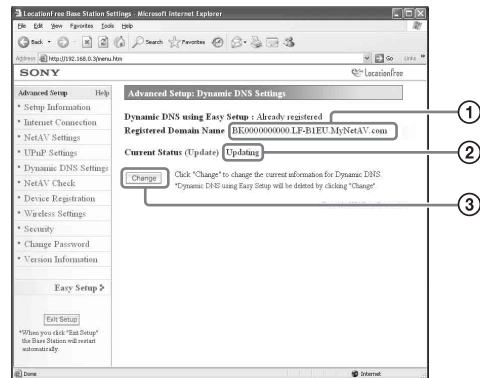 LocationFree Base Station Settings - Microsoft Internet Explorer
File Edit View Favorites Tools Help
Back Search Favorites
Address http://192.168.0.3/menu.htm Go Links
SONY LocationFree
Advanced Setup Help
* Setup Information
* Internet Connection
* NetAV Settings
* UPnP Settings
* Dynamic DNS Settings
* NetAV Check
* Device Registration
* Wireless Settings
* Security
* Change Password
* Version Information
Easy Setup
Exit Setup
*When you click "Exit Setup"
the Base Station will restart
automatically.
Advanced Setup: Dynamic DNS Settings
Dynamic DNS using Easy Setup : Already registered
Registered Domain Name BK0000000000.LF-B1EU.MyNetAV.com
Current Status (Update) Updating
Change
Click "Change" to change the current information for Dynamic DNS.
*Dynamic DNS using Easy Setup will be deleted by clicking "Change".
1
2
3
Done Internet